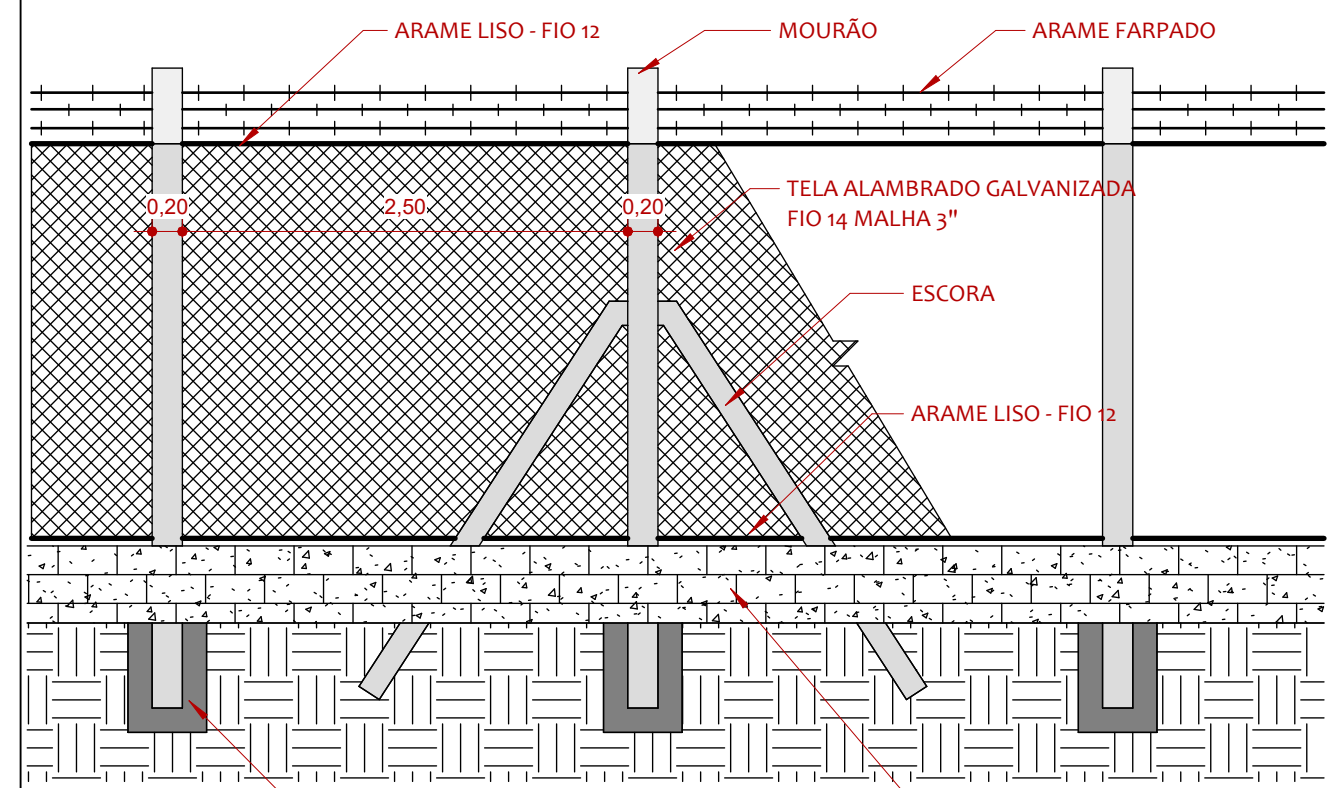 ARAME LISO - FIO 12
MOURÃO
ARAME FARPADO
TELA ALAMBRADO GALVANIZADA
FIO 14 MALHA 3"
0,20
2,50
0,20
ESCORA
ARAME LISO - FIO 12